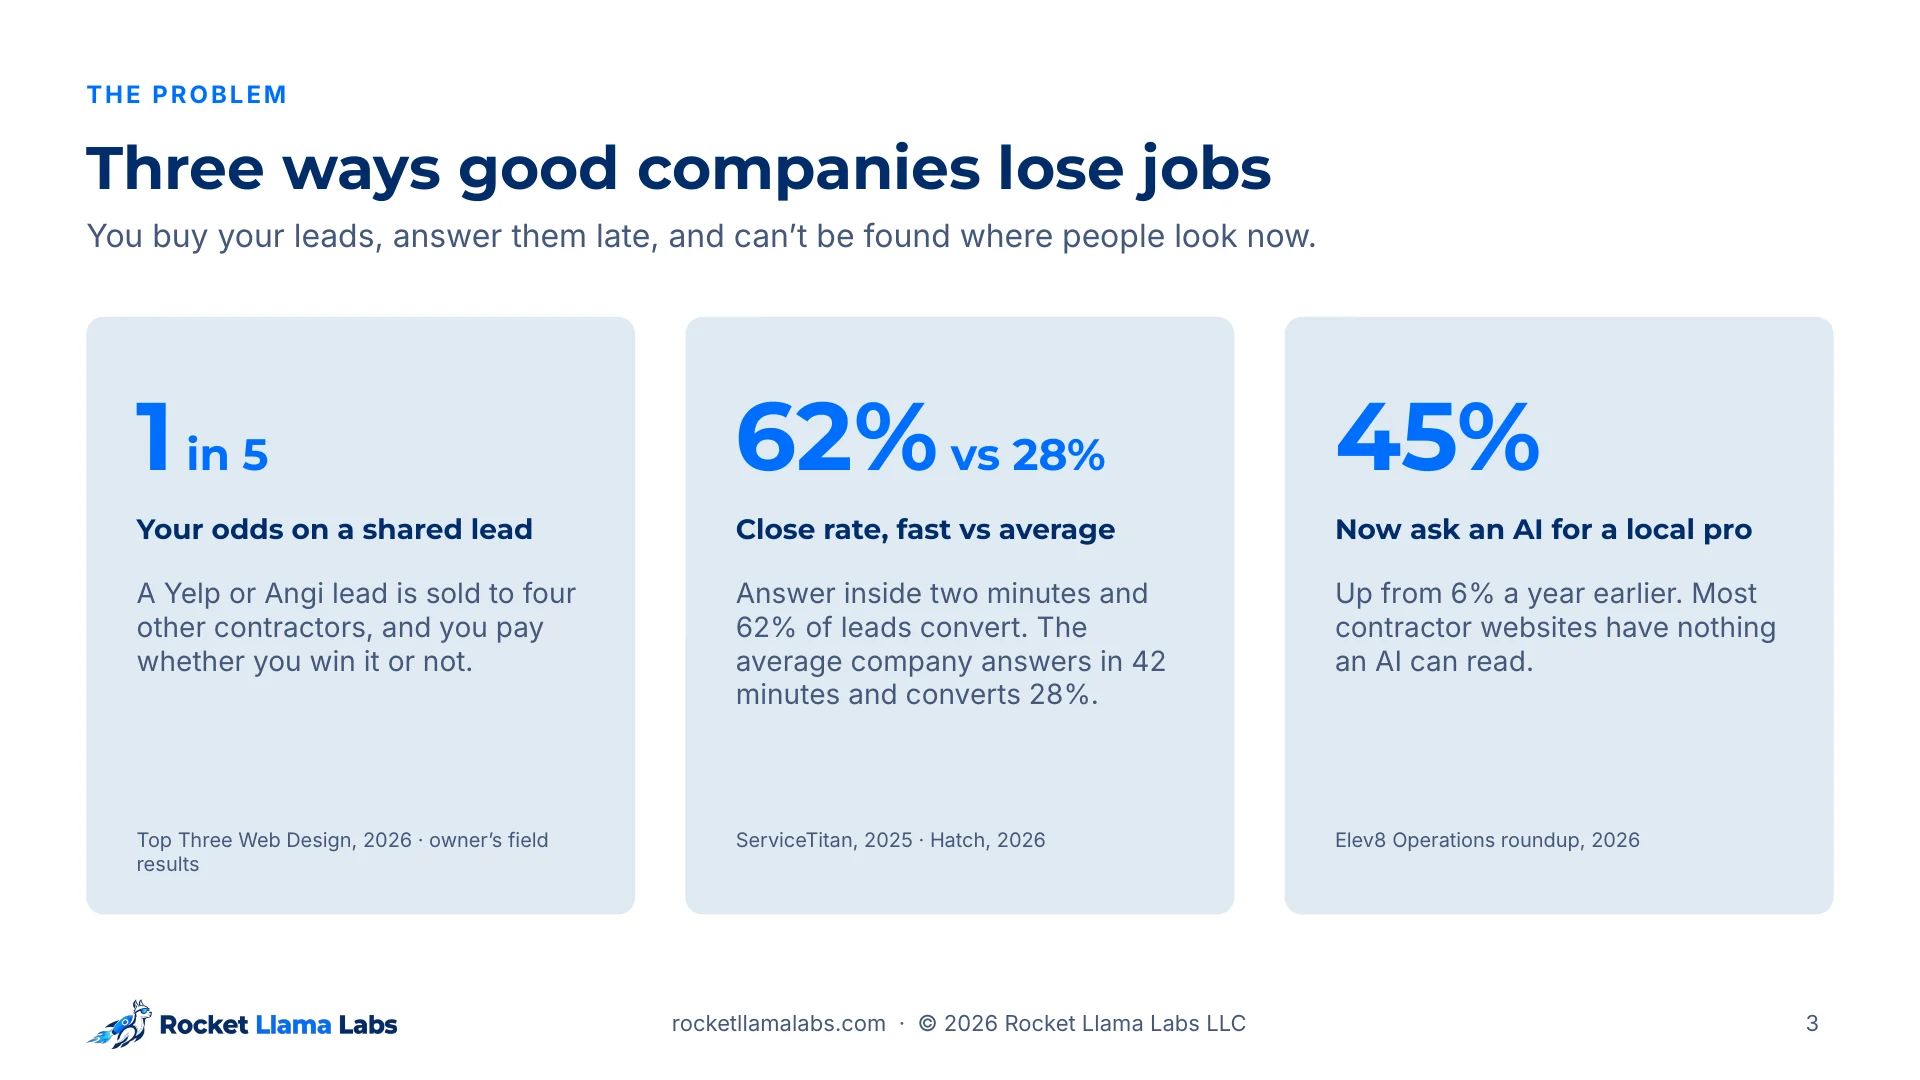 THE PROBLEM
Three ways good companies lose jobs
You buy your leads, answer them late, and can’t be found where people look now.
1 in 5
Your odds on a shared lead
A Yelp or Angi lead is sold to four
other contractors, and you pay
whether you win it or not.
Top Three Web Design, 2026 · owner’s field
results
62% vs 28%
Close rate, fast vs average
Answer inside two minutes and
62% of leads convert. The
average company answers in 42
minutes and converts 28%.
ServiceTitan, 2025 · Hatch, 2026
45%
Now ask an AI for a local pro
Up from 6% a year earlier. Most
contractor websites have nothing
an AI can read.
Elev8 Operations roundup, 2026
Rocket Llama Labs
rocketllamalabs.com · © 2026 Rocket Llama Labs LLC
3